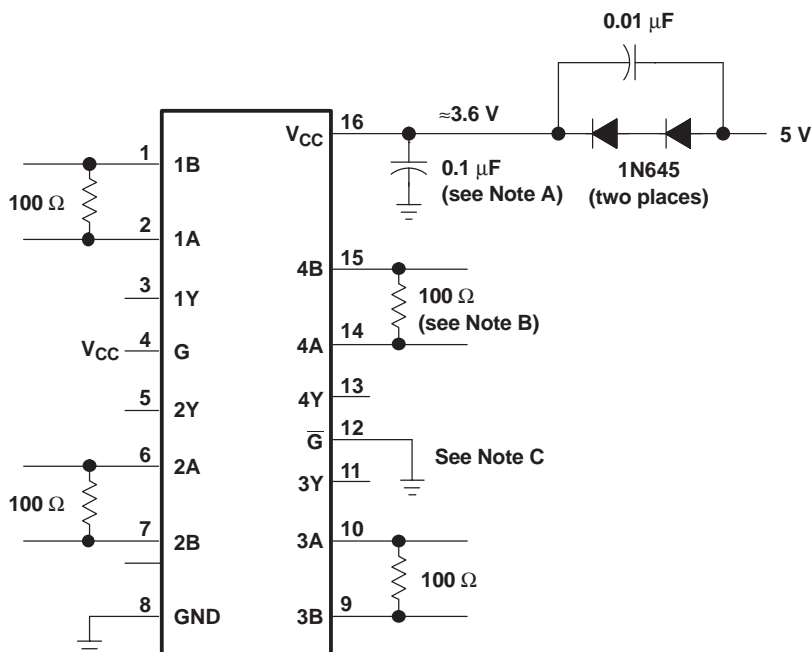 0.01 μF
≈3.6 V
5 V
1N645
(two places)
0.1 μF
(see Note A)
16
VCC
1
1B
100 Ω
2
1A
3
1Y
VCC
4
G
5
2Y
6
2A
100 Ω
7
2B
8
GND
15
4B
100 Ω
(see Note B)
14
4A
13
4Y
12
G̅
See Note C
11
3Y
10
3A
100 Ω
9
3B